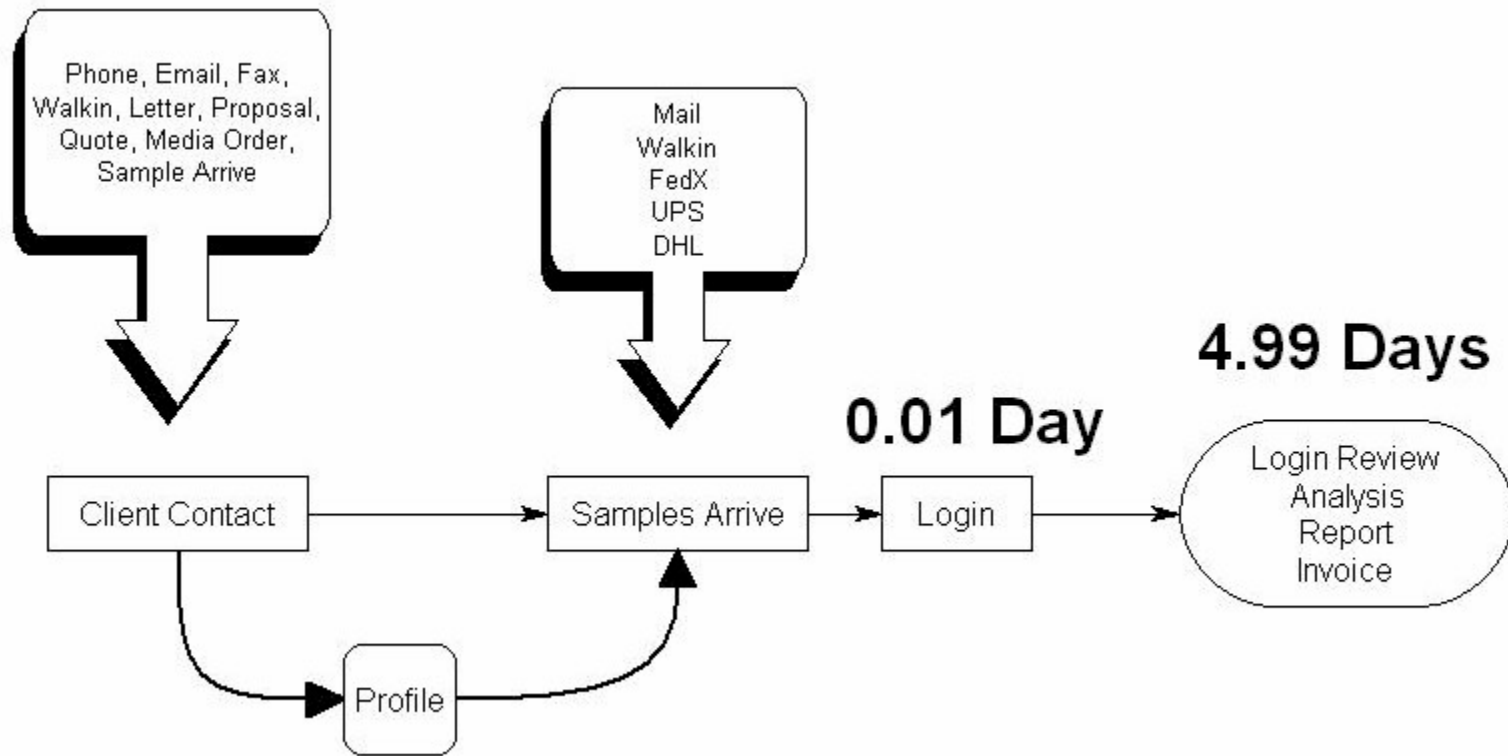 Phone, Email, Fax,
Walkin, Letter, Proposal,
Quote, Media Order,
Sample Arrive
Mail
Walkin
FedX
UPS
DHL
4.99 Days
0.01 Day
Client Contact
Samples Arrive
Login
Login Review
Analysis
Report
Invoice
Profile